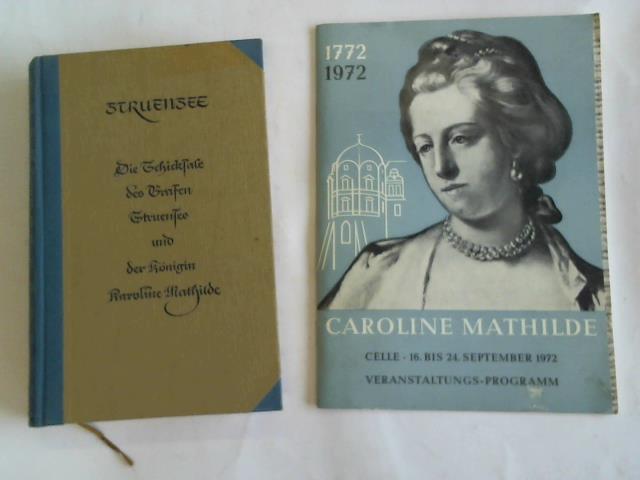 STRUENSEE
Die Schicksale
des Grafen
Struensee
und
der Königin
Karoline Mathilde
1772
1972
CAROLINE MATHILDE
CELLE · 16. BIS 24. SEPTEMBER 1972
VERANSTALTUNGS-PROGRAMM